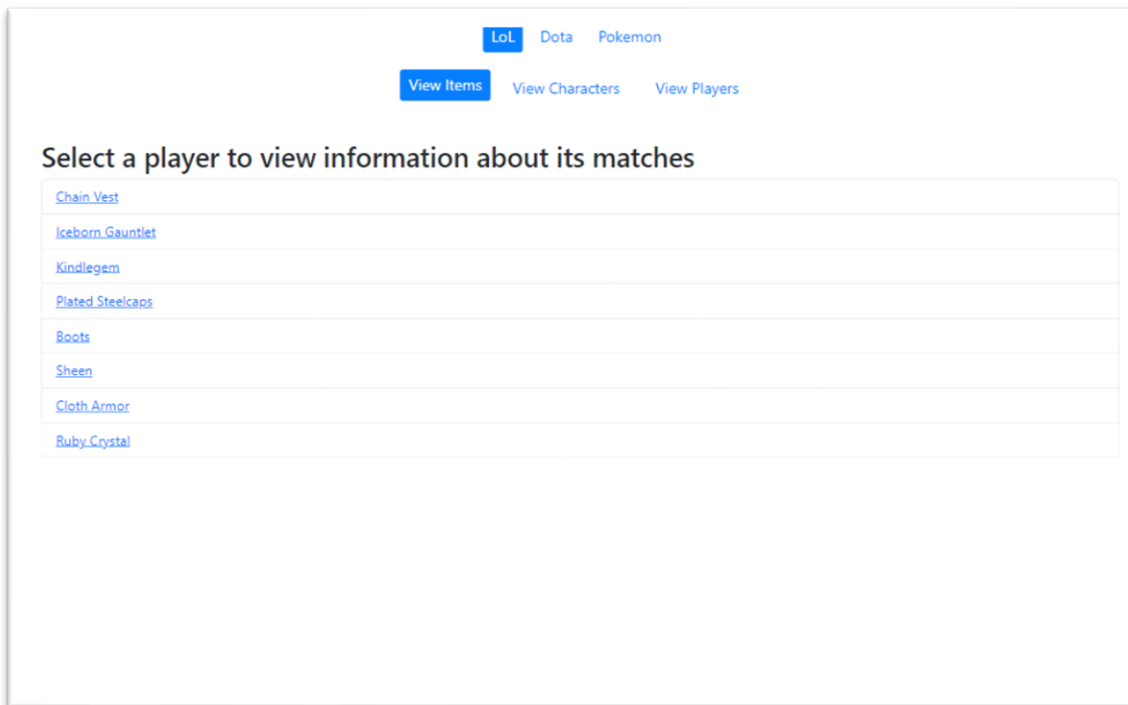 LoL Dota Pokemon
View Items View Characters View Players
Select a player to view information about its matches
Chain Vest
Iceborn Gauntlet
Kindlegem
Plated Steelcaps
Boots
Sheen
Cloth Armor
Ruby Crystal